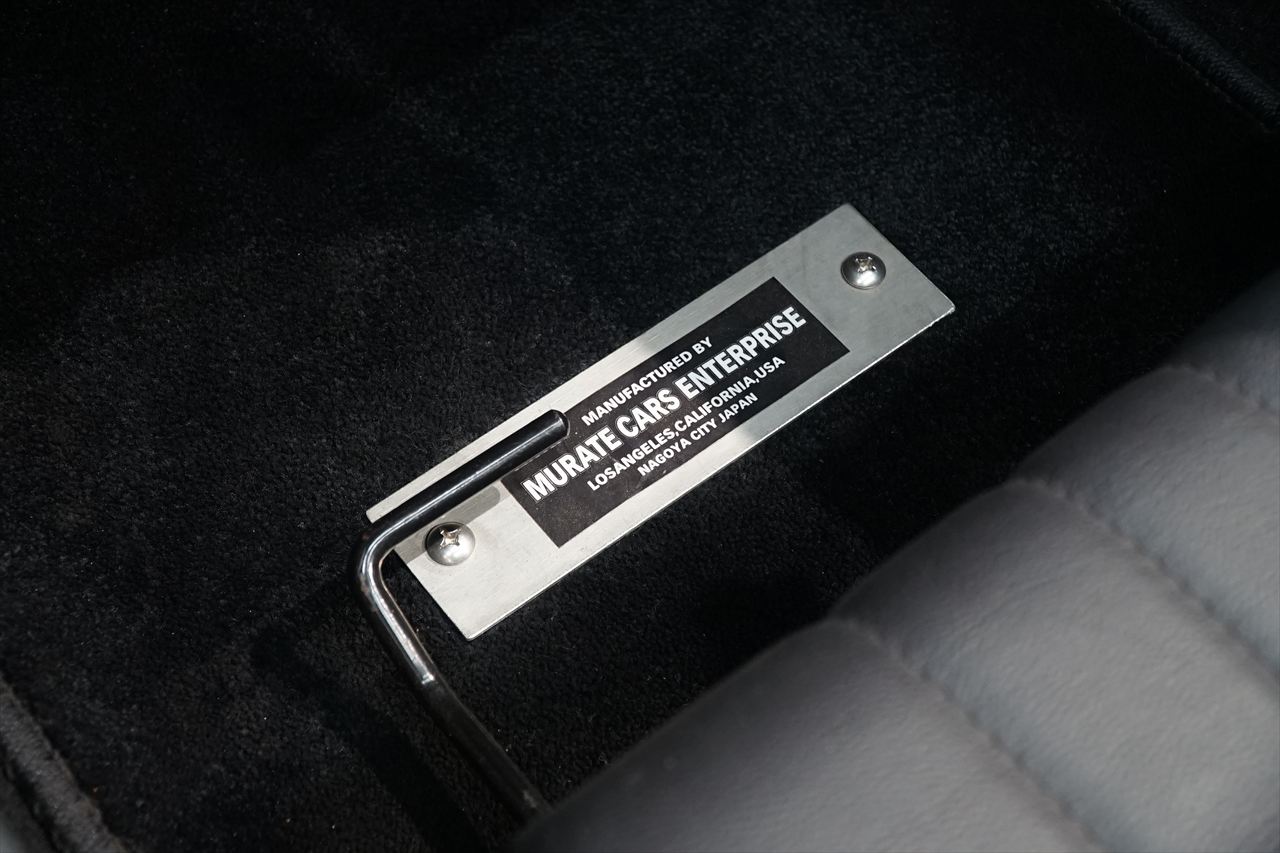 MANUFACTURED BY
MURATE CARS ENTERPRISE
LOSANGELES,CALIFORNIA,USA
NAGOYA CITY JAPAN